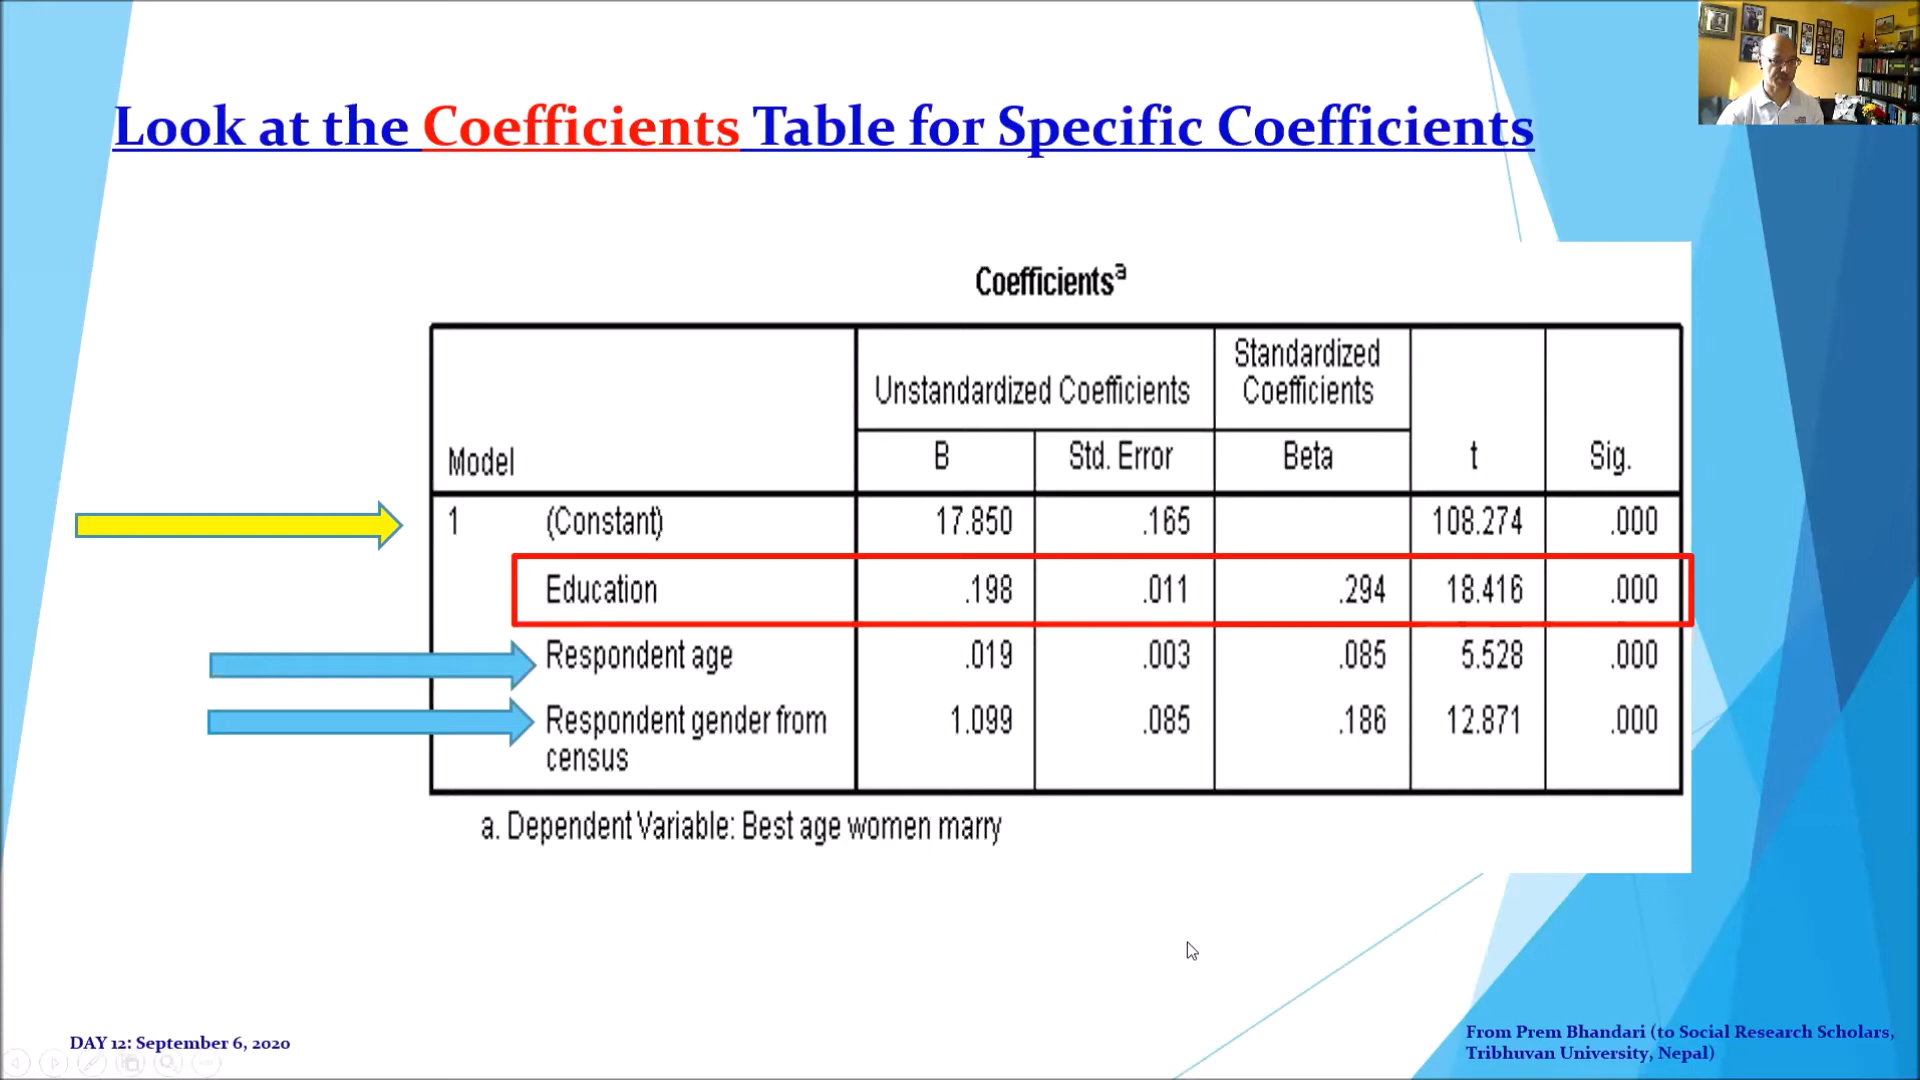 Look at the Coefficients Table for Specific Coefficients
Coefficientsª
Model Unstandardized Coefficients Standardized Coefficients t Sig.
B Std. Error Beta
1 (Constant) 17.850 .165 108.274 .000
Education .198 .011 .294 18.416 .000
Respondent age .019 .003 .085 5.528 .000
Respondent gender from census 1.099 .085 .186 12.871 .000
a. Dependent Variable: Best age women marry
DAY 12: September 6, 2020
From Prem Bhandari (to Social Research Scholars,
Tribhuvan University, Nepal)